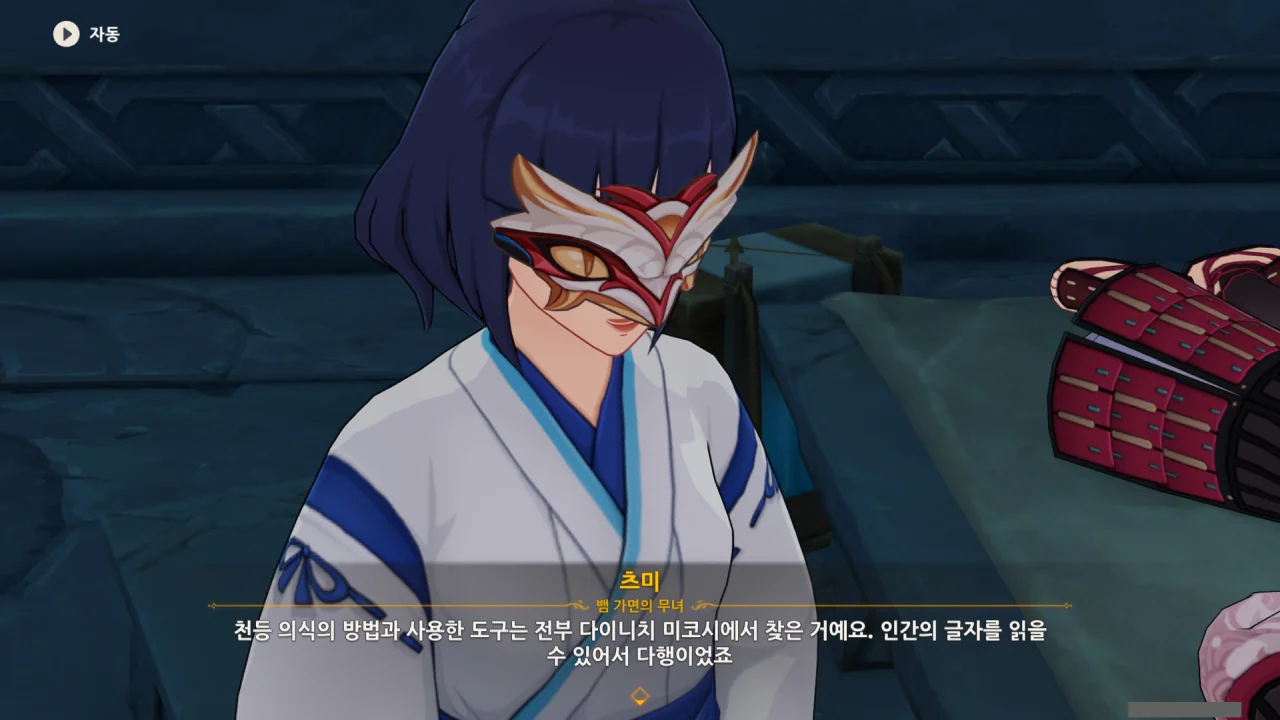 자동
츠미
뱀 가면의 무녀
천등 의식의 방법과 사용한 도구는 전부 다이니치 미코시에서 찾은 거예요. 인간의 글자를 읽을
수 있어서 다행이었죠